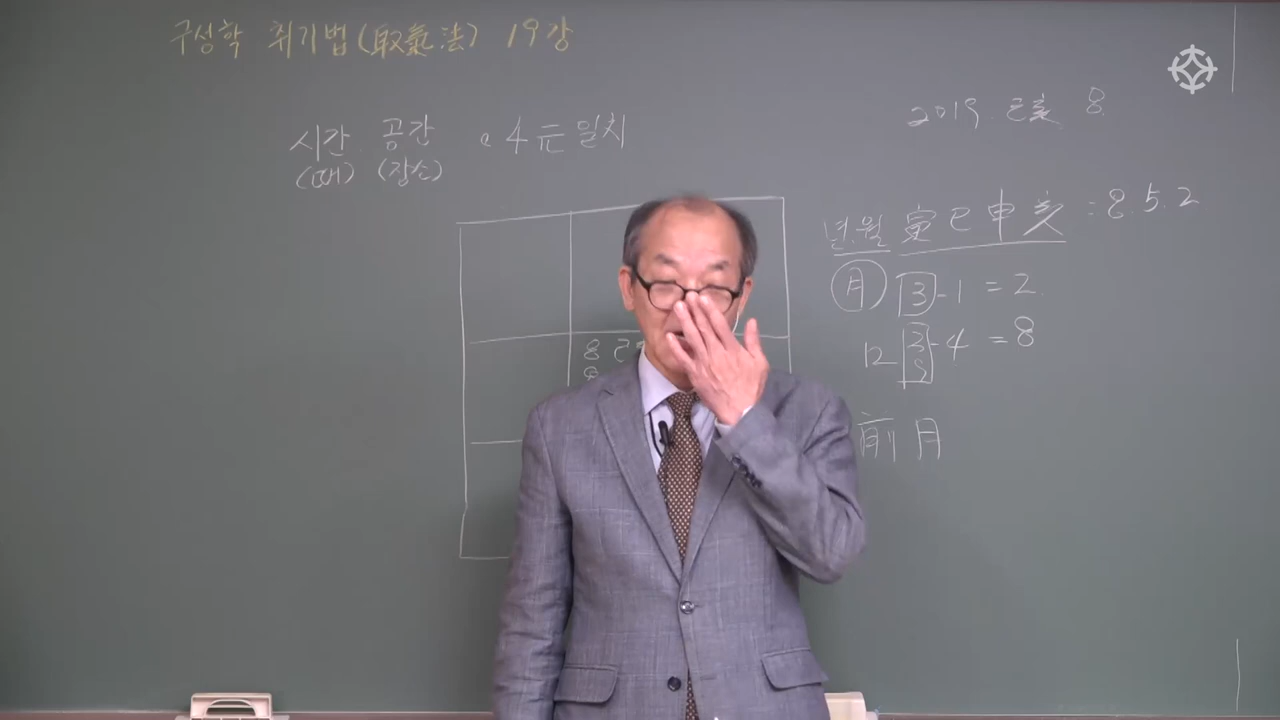 구성학 취기법(取氣法) 19강
2019. 己亥 8.
시간 공간 4元일치
(때) (장소)
년.월 寅巳申亥 : 8.5.2
月 3-1 = 2.
8 己
12 -4 = 8
前月